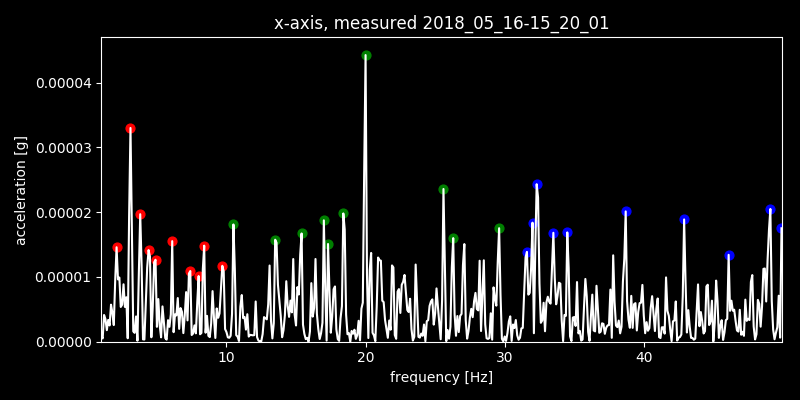 x-axis, measured 2018_05_16-15_20_01
0.00004
0.00003
0.00002
0.00001
0.00000
acceleration [g]
10 20 30 40
frequency [Hz]